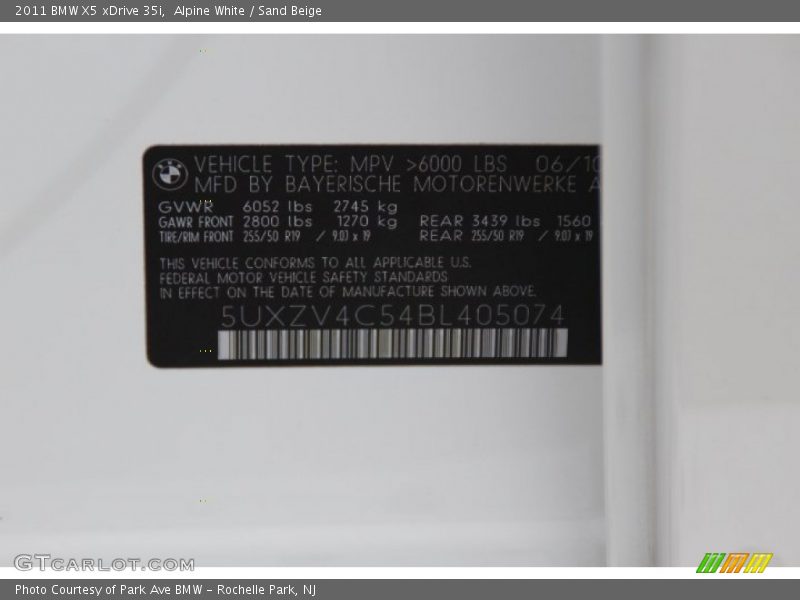 2011 BMW X5 xDrive 35i, Alpine White / Sand Beige
VEHICLE TYPE: MPV >6000 LBS 06/10
MFD BY BAYERISCHE MOTORENWERKE A
GVWR 6052 lbs 2745 kg
GAWR FRONT 2800 lbs 1270 kg REAR 3439 lbs 1560
TIRE/RIM FRONT 255/50 R19 / 9.0J x 19 REAR 255/50 R19 / 9.0J x 19
THIS VEHICLE CONFORMS TO ALL APPLICABLE U.S.
FEDERAL MOTOR VEHICLE SAFETY STANDARDS
IN EFFECT ON THE DATE OF MANUFACTURE SHOWN ABOVE.
5UXZV4C54BL405074
GTCARLOT.COM
Photo Courtesy of Park Ave BMW - Rochelle Park, NJ